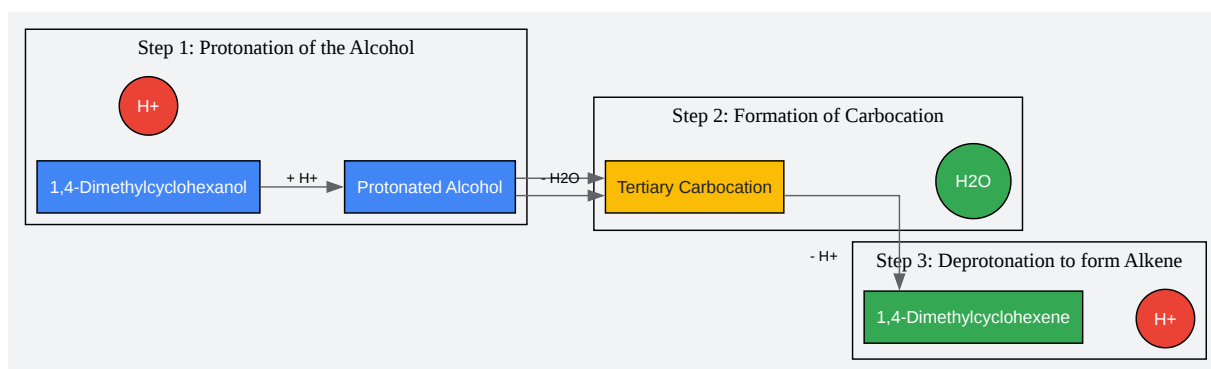 Step 1: Protonation of the Alcohol
H+
1,4-Dimethylcyclohexanol
+ H+
Protonated Alcohol
- H2O
Step 2: Formation of Carbocation
Tertiary Carbocation
H2O
- H+
Step 3: Deprotonation to form Alkene
1,4-Dimethylcyclohexene
H+